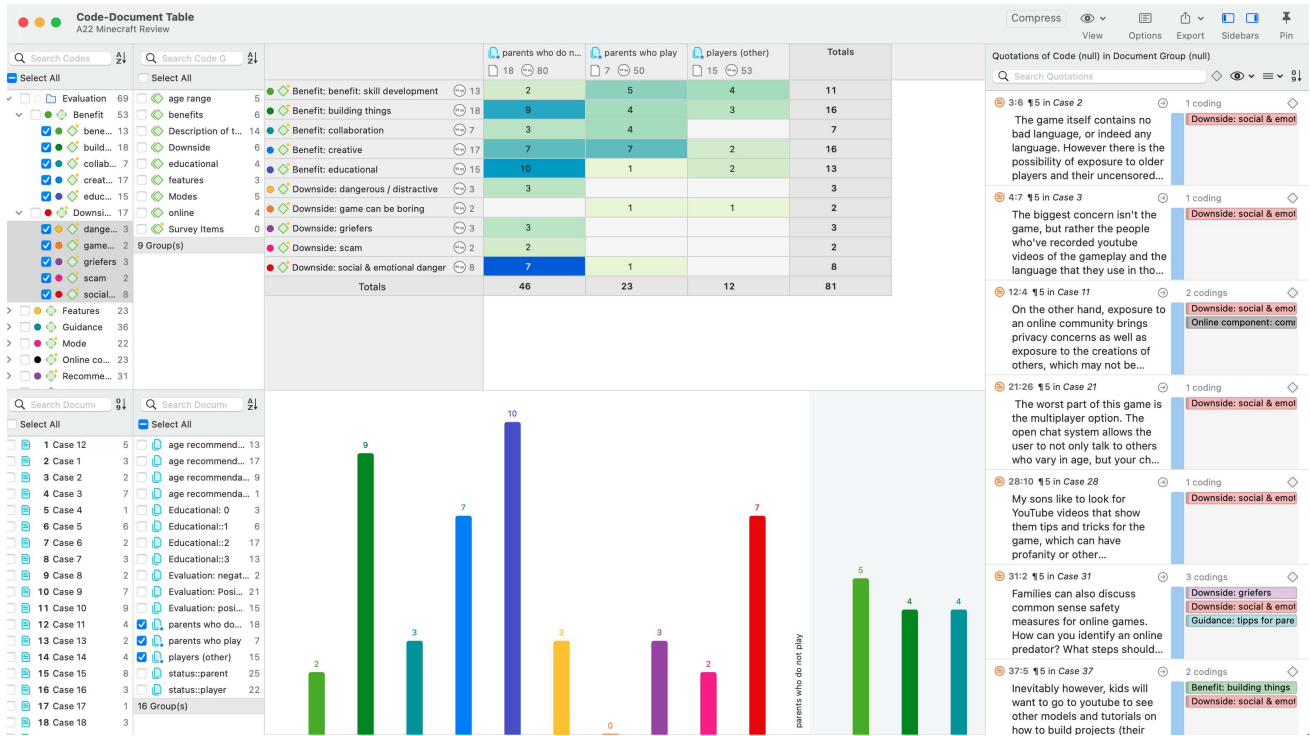 Code-Document Table
A22 Minecraft Review
Compress
View
Options
Export
Sidebars
Pin
Search Codes
Select All
Evaluation 69
Benefit 53
bene... 13
build... 18
collab... 7
creat... 17
educ... 15
Downsi... 17
dange... 3
game... 2
griefers 3
scam 2
social... 8
Features 23
Guidance 36
Mode 22
Online co... 23
Recomme... 31
Search Code G
Select All
age range 5
benefits 6
Description of t... 14
Downside 6
educational 4
features 3
Modes 5
online 4
Survey Items 0
9 Group(s)
parents who do n... parents who play players (other) Totals
18 80 7 50 15 53
Benefit: benefit: skill development 13 2 5 4 11
Benefit: building things 18 9 4 3 16
Benefit: collaboration 7 3 4 7
Benefit: creative 17 7 7 2 16
Benefit: educational 15 10 1 2 13
Downside: dangerous / distractive 3 3 3
Downside: game can be boring 2 1 1 2
Downside: griefers 3 3 3
Downside: scam 2 2 2
Downside: social & emotional danger 8 7 1 8
Totals 46 23 12 81
Search Docume
Select All
1 Case 12 5
2 Case 1 3
3 Case 2 2
4 Case 3 7
5 Case 4 1
6 Case 5 6
7 Case 6 2
8 Case 7 3
9 Case 8 2
10 Case 9 7
11 Case 10 9
12 Case 11 4
13 Case 13 2
14 Case 14 4
15 Case 15 8
16 Case 16 3
17 Case 17 1
18 Case 18 3
Search Docume
Select All
age recommend... 13
age recommend... 17
age recommenda... 9
age recommenda... 1
Educational: 0 3
Educational::1 6
Educational::2 17
Educational::3 13
Evaluation: negat... 2
Evaluation: Posi... 21
Evaluation: posi... 15
parents who do... 18
parents who play 7
players (other) 15
status::parent 25
status::player 22
16 Group(s)
2
9
3
7
10
3
0
3
2
7
parents who do not play
5
4
4
Quotations of Code (null) in Document Group (null)
Search Quotations
3:6 ¶5 in Case 2
1 coding
The game itself contains no
bad language, or indeed any
language. However there is the
possibility of exposure to older
players and their uncensored...
Downside: social & emot
4:7 ¶5 in Case 3
1 coding
The biggest concern isn't the
game, but rather the people
who've recorded youtube
videos of the gameplay and the
language that they use in tho...
Downside: social & emot
12:4 ¶5 in Case 11
2 codings
On the other hand, exposure to
an online community brings
privacy concerns as well as
exposure to the creations of
others, which may not be...
Downside: social & emot
Online component: comm
21:26 ¶5 in Case 21
1 coding
The worst part of this game is
the multiplayer option. The
open chat system allows the
user to not only talk to others
who vary in age, but your ch...
Downside: social & emot
28:10 ¶5 in Case 28
1 coding
My sons like to look for
YouTube videos that show
them tips and tricks for the
game, which can have
profanity or other...
Downside: social & emot
31:2 ¶5 in Case 31
3 codings
Families can also discuss
common sense safety
measures for online games.
How can you identify an online
predator? What steps should...
Downside: griefers
Downside: social & emot
Guidance: tipps for pare
37:5 ¶5 in Case 37
2 codings
Inevitably however, kids will
want to go to youtube to see
other models and tutorials on
how to build projects (their
Benefit: building things
Downside: social & emot